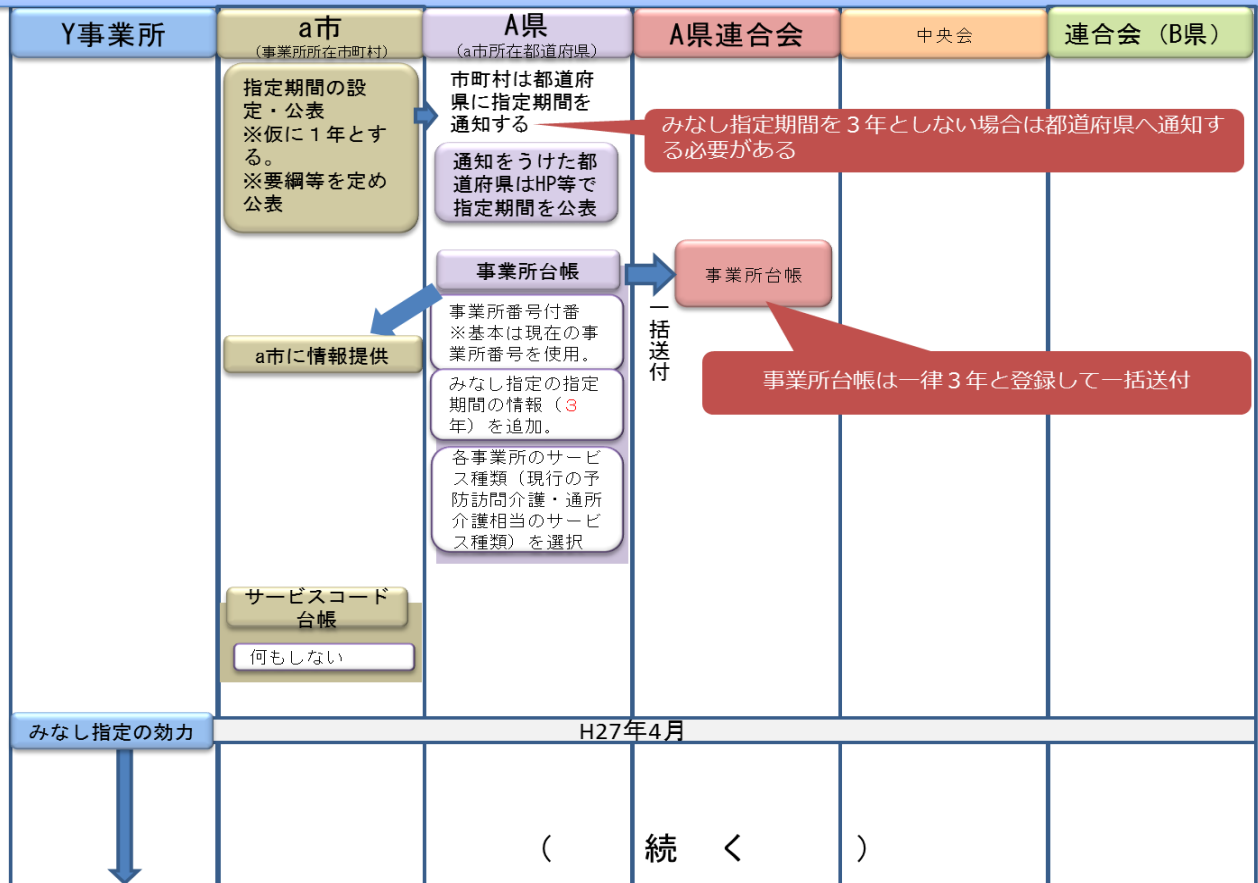 Y事業所
a市
（事業所所在市町村）
A県
（a市所在都道府県）
A県連合会
中央会
連合会（B県）
指定期間の設
定・公表
※仮に１年とす
る。
※要綱等を定め
公表
市町村は都道府
県に指定期間を
通知する
みなし指定期間を３年としない場合は都道府県へ通知す
る必要がある
通知をうけた都
道府県はHP等で
指定期間を公表
事業所台帳
事業所台帳
一括送付
事業所番号付番
※基本は現在の事
業所番号を使用。
a市に情報提供
事業所台帳は一律３年と登録して一括送付
みなし指定の指定
期間の情報（３
年）を追加。
各事業所のサービ
ス種類（現行の予
防訪問介護・通所
介護相当のサービ
ス種類）を選択
サービスコード
台帳
何もしない
みなし指定の効力
H27年4月
（　続　く　）